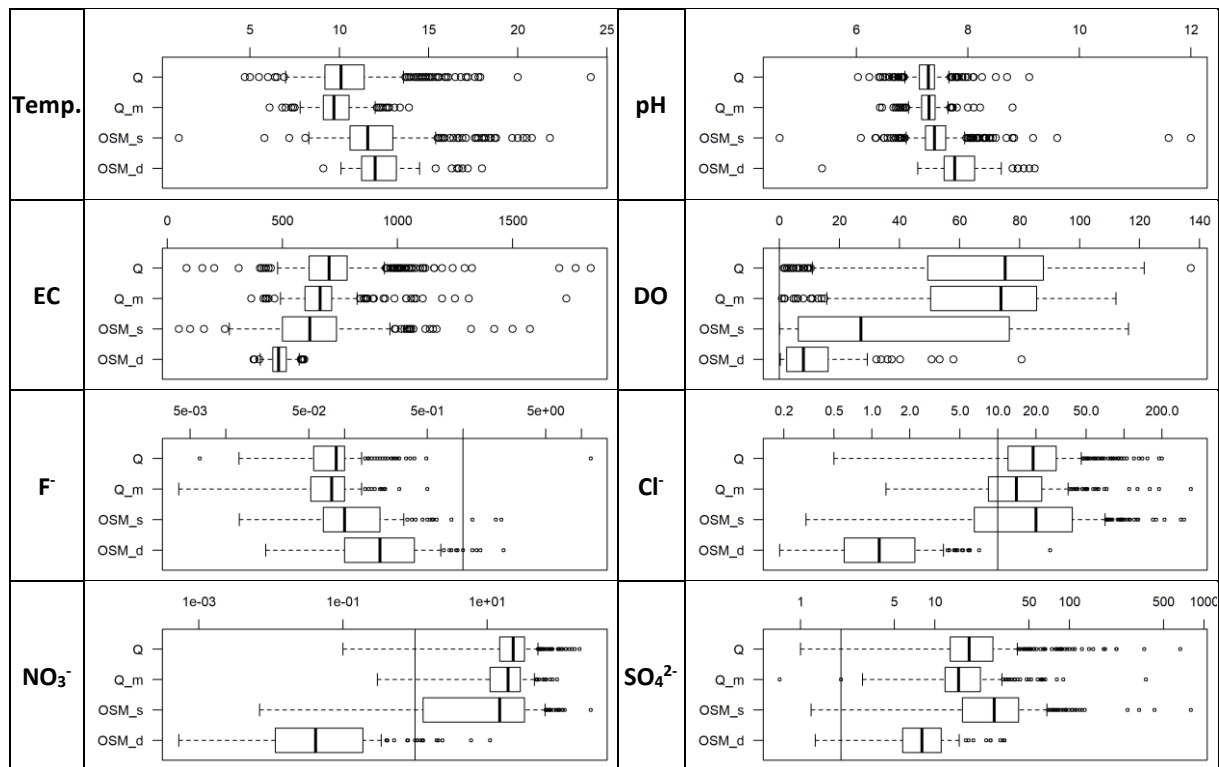 5 10 15 20 25
Temp.
Q
Q_m
OSM_s
OSM_d
6 8 10 12
pH
Q
Q_m
OSM_s
OSM_d
0 500 1000 1500
EC
Q
Q_m
OSM_s
OSM_d
0 20 40 60 80 100 120 140
DO
Q
Q_m
OSM_s
OSM_d
5e-03 5e-02 5e-01 5e+00
F⁻
Q
Q_m
OSM_s
OSM_d
0.2 0.5 1.0 2.0 5.0 10.0 20.0 50.0 200.0
Cl⁻
Q
Q_m
OSM_s
OSM_d
1e-03 1e-01 1e+01
NO₃⁻
Q
Q_m
OSM_s
OSM_d
1 5 10 50 100 500 1000
SO₄²⁻
Q
Q_m
OSM_s
OSM_d